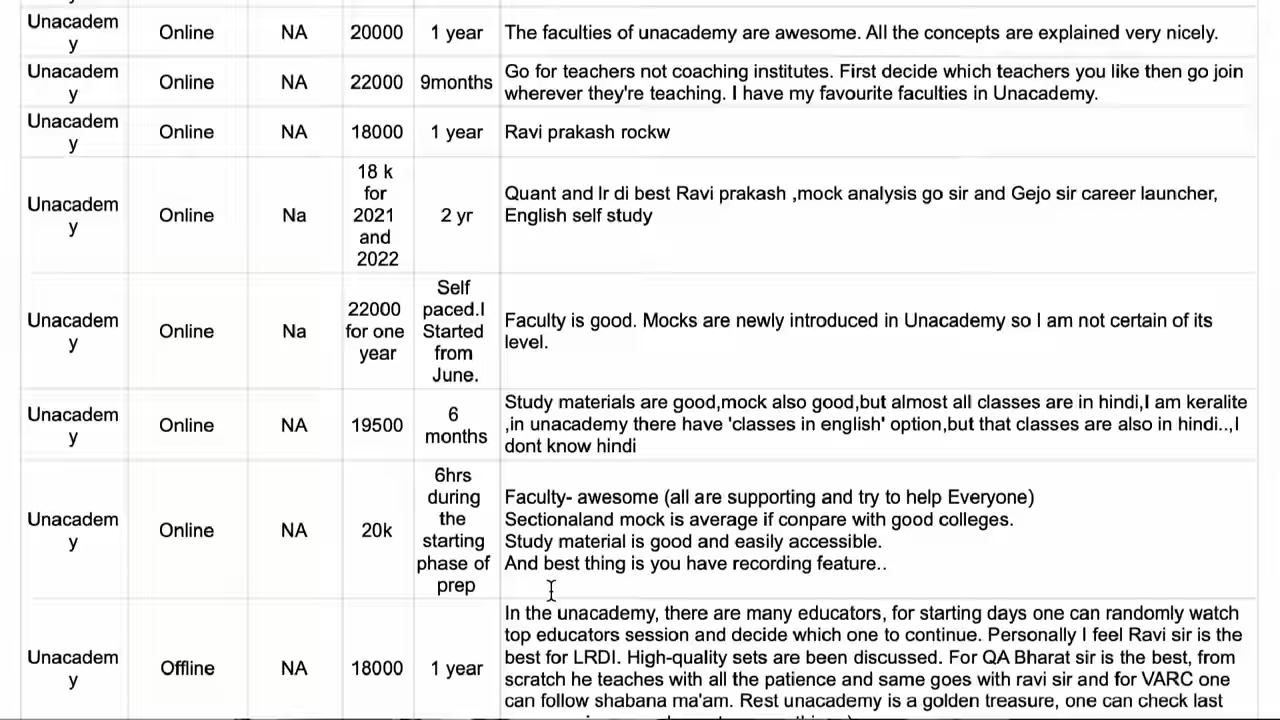 Unacadem
y
Online
NA
20000
1 year
The faculties of unacademy are awesome. All the concepts are explained very nicely.
Unacadem
y
Online
NA
22000
9months
Go for teachers not coaching institutes. First decide which teachers you like then go join
wherever they're teaching. I have my favourite faculties in Unacademy.
Unacadem
y
Online
NA
18000
1 year
Ravi prakash rockw
Unacadem
y
Online
Na
18 k
for
2021
and
2022
2 yr
Quant and lr di best Ravi prakash ,mock analysis go sir and Gejo sir career launcher,
English self study
Unacadem
y
Online
Na
22000
for one
year
Self
paced.I
Started
from
June.
Faculty is good. Mocks are newly introduced in Unacademy so I am not certain of its
level.
Unacadem
y
Online
NA
19500
6
months
Study materials are good,mock also good,but almost all classes are in hindi,I am keralite
,in unacademy there have 'classes in english' option,but that classes are also in hindi..,I
dont know hindi
Unacadem
y
Online
NA
20k
6hrs
during
the
starting
phase of
prep
Faculty- awesome (all are supporting and try to help Everyone)
Sectionaland mock is average if conpare with good colleges.
Study material is good and easily accessible.
And best thing is you have recording feature..
Unacadem
y
Offline
NA
18000
1 year
In the unacademy, there are many educators, for starting days one can randomly watch
top educators session and decide which one to continue. Personally I feel Ravi sir is the
best for LRDI. High-quality sets are been discussed. For QA Bharat sir is the best, from
scratch he teaches with all the patience and same goes with ravi sir and for VARC one
can follow shabana ma'am. Rest unacademy is a golden treasure, one can check last